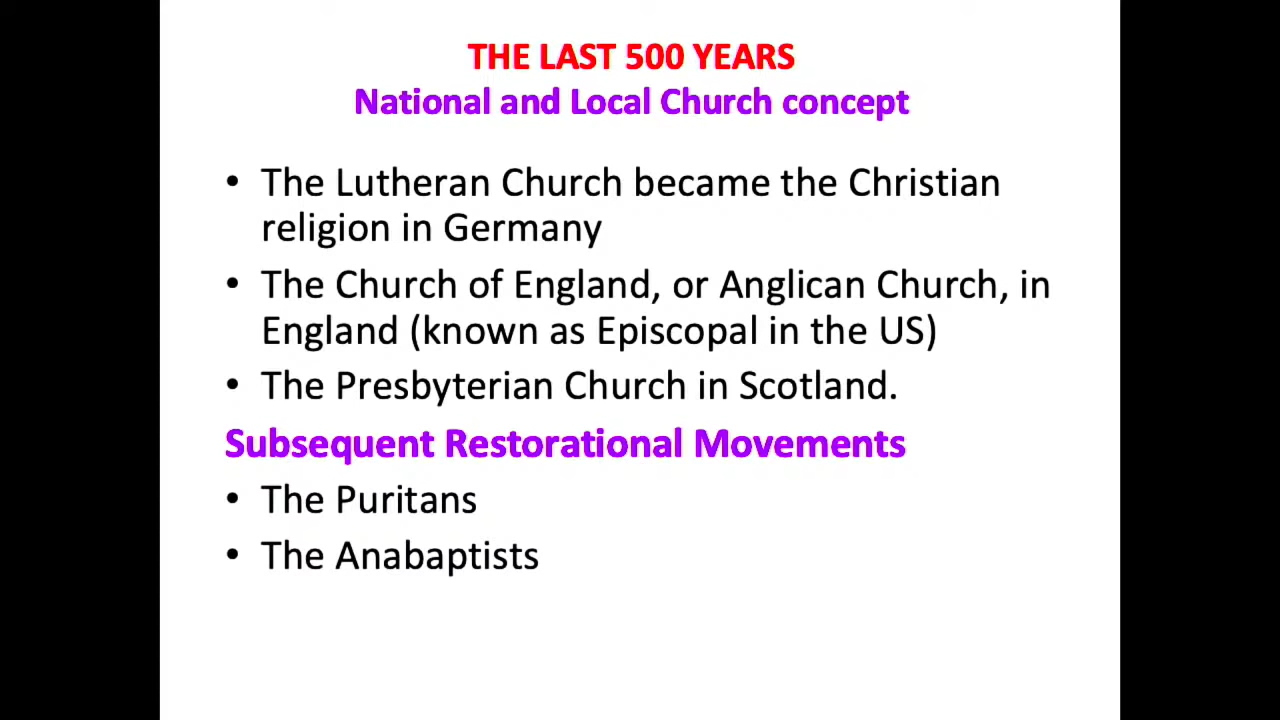 THE LAST 500 YEARS
National and Local Church concept
• The Lutheran Church became the Christian
religion in Germany
• The Church of England, or Anglican Church, in
England (known as Episcopal in the US)
• The Presbyterian Church in Scotland.
Subsequent Restorational Movements
• The Puritans
• The Anabaptists